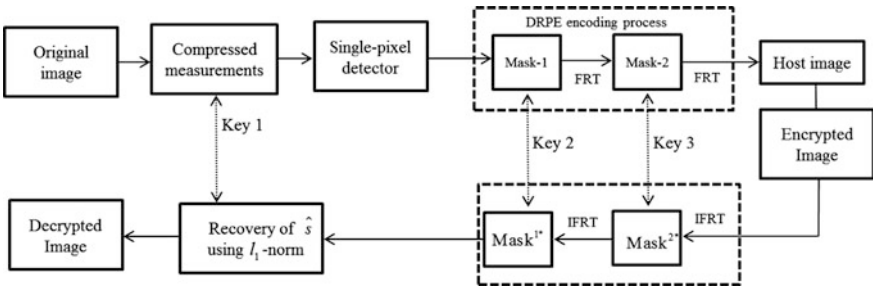 DRPE encoding process
Original
image
Compressed
measurements
Single-pixel
detector
Mask-1
FRT
Mask-2
FRT
Host image
Key 1
Key 2
Key 3
Encrypted
Image
Decrypted
Image
Recovery of ŝ
using l₁-norm
Mask¹*
IFRT
Mask²*
IFRT